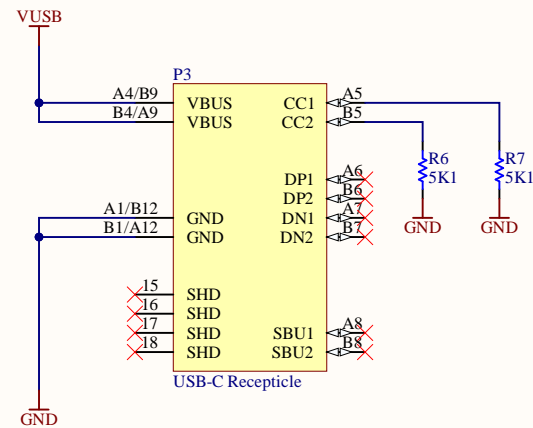 VUSB
P3
A4/B9 VBUS CC1 A5
B4/A9 VBUS CC2 B5
R6
5K1
R7
5K1
DP1 A6
DP2 B6
A1/B12 GND DN1 A7
B1/A12 GND DN2 B7
GND
GND
15 SHD
16 SHD
17 SHD SBU1 A8
18 SHD SBU2 B8
USB-C Recepticle
GND